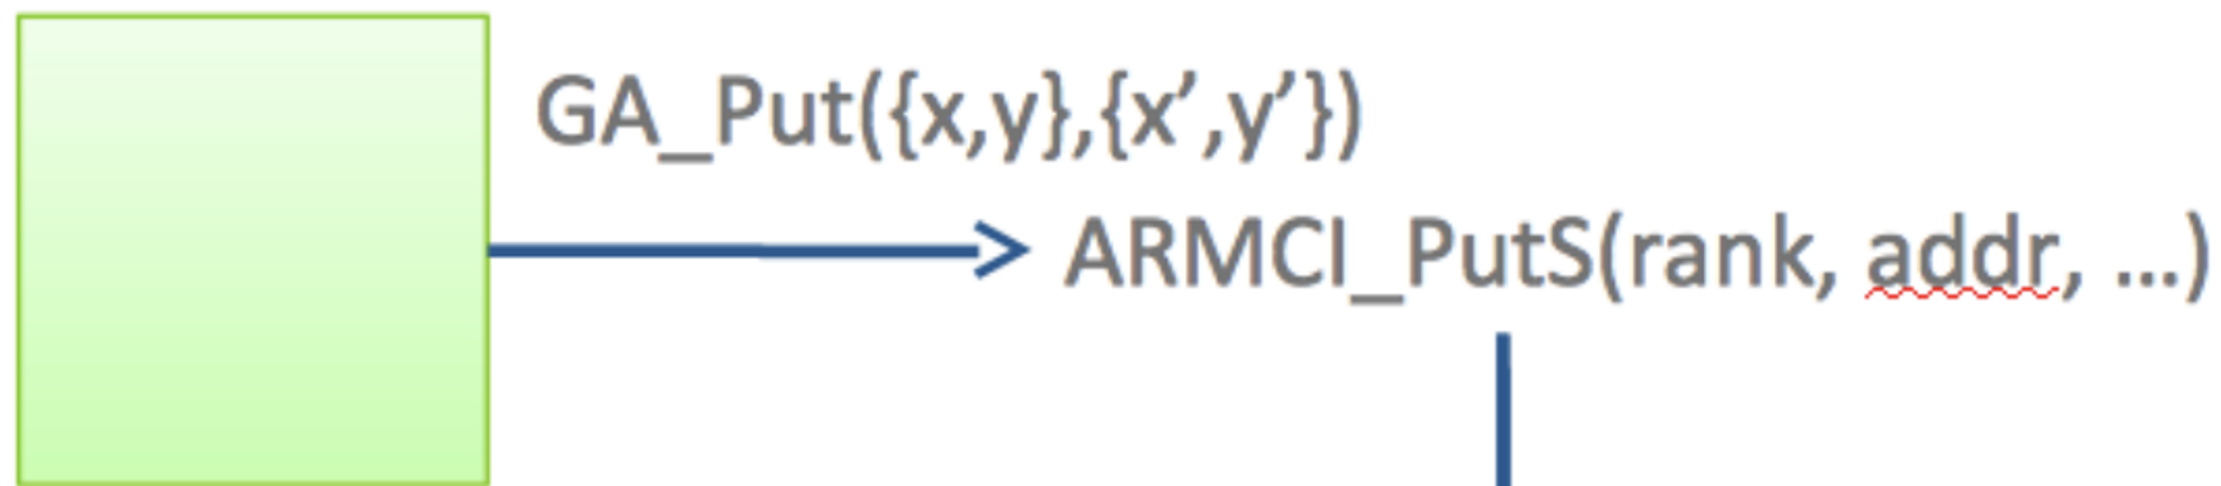 GA_Put({x,y},{x’,y’})
ARMCI_PutS(rank, addr, …)